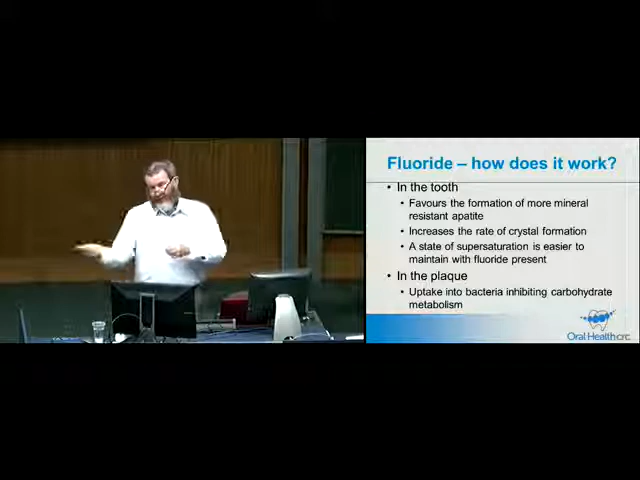 Fluoride – how does it work?
• In the tooth
• Favours the formation of more mineral
resistant apatite
• Increases the rate of crystal formation
• A state of supersaturation is easier to
maintain with fluoride present
• In the plaque
• Uptake into bacteria inhibiting carbohydrate
metabolism
Oral Health CRC